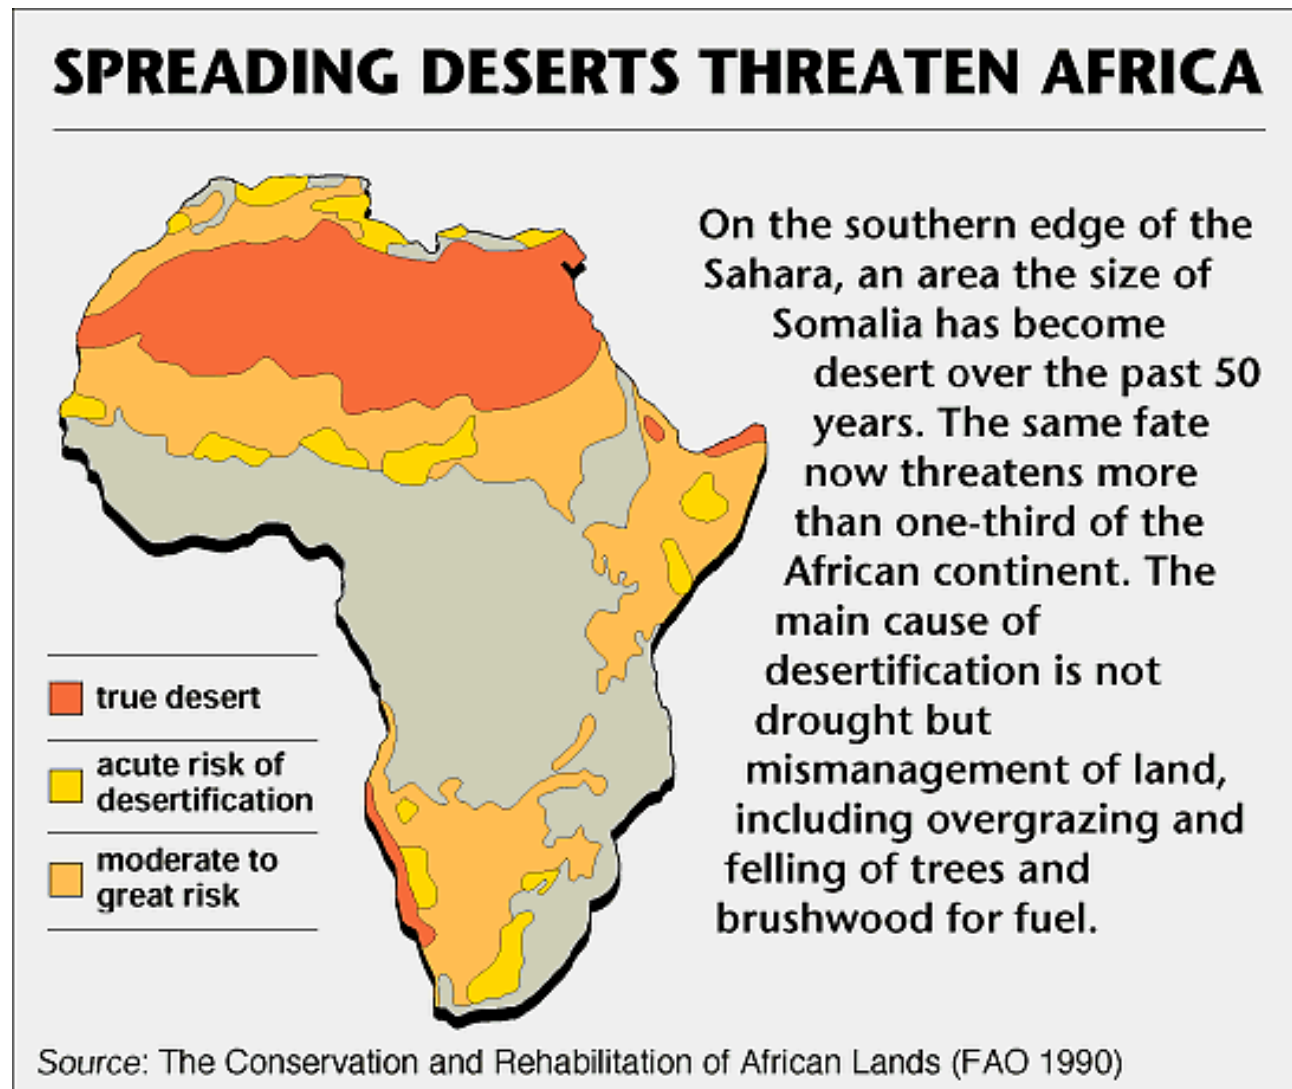 SPREADING DESERTS THREATEN AFRICA
On the southern edge of the
Sahara, an area the size of
Somalia has become
desert over the past 50
years. The same fate
now threatens more
than one-third of the
African continent. The
main cause of
desertification is not
drought but
mismanagement of land,
including overgrazing and
felling of trees and
brushwood for fuel.
true desert
acute risk of
desertification
moderate to
great risk
Source: The Conservation and Rehabilitation of African Lands (FAO 1990)